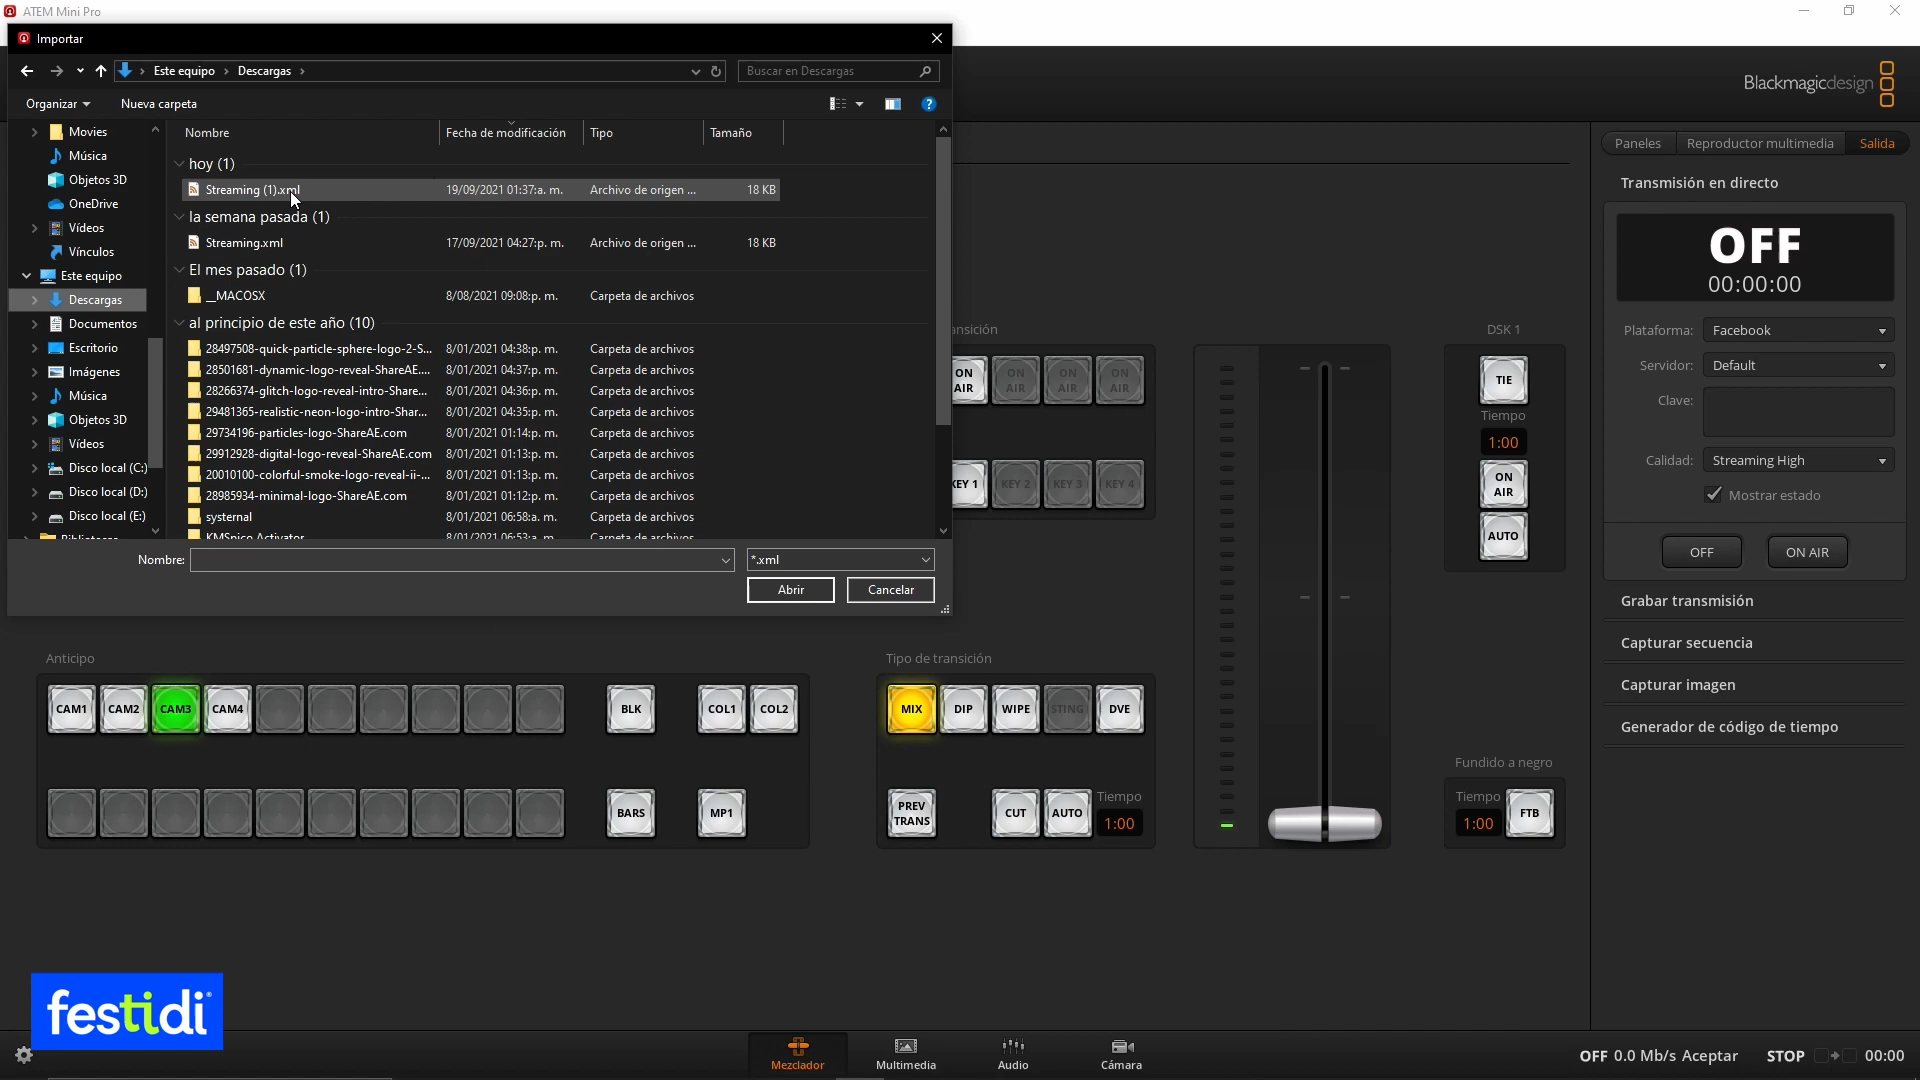 ATEM Mini Pro
Importar
Este equipo > Descargas >
Buscar en Descargas
Organizar
Nueva carpeta
Movies
Música
Objetos 3D
OneDrive
Vídeos
Vínculos
Este equipo
Descargas
Documentos
Escritorio
Imágenes
Música
Objetos 3D
Vídeos
Disco local (C:)
Disco local (D:)
Disco local (E:)
Nombre Fecha de modificación Tipo Tamaño
hoy (1)
Streaming (1).xml 19/09/2021 01:37:a. m. Archivo de origen ... 18 KB
la semana pasada (1)
Streaming.xml 17/09/2021 04:27:p. m. Archivo de origen ... 18 KB
El mes pasado (1)
__MACOSX 8/08/2021 09:08:p. m. Carpeta de archivos
al principio de este año (10)
28497508-quick-particle-sphere-logo-2-S... 8/01/2021 04:38:p. m. Carpeta de archivos
28501681-dynamic-logo-reveal-ShareAE.... 8/01/2021 04:37:p. m. Carpeta de archivos
28266374-glitch-logo-reveal-intro-Share... 8/01/2021 04:36:p. m. Carpeta de archivos
29481365-realistic-neon-logo-intro-Shar... 8/01/2021 04:35:p. m. Carpeta de archivos
29734196-particles-logo-ShareAE.com 8/01/2021 01:14:p. m. Carpeta de archivos
29912928-digital-logo-reveal-ShareAE.com 8/01/2021 01:13:p. m. Carpeta de archivos
20010100-colorful-smoke-logo-reveal-ii-... 8/01/2021 01:13:p. m. Carpeta de archivos
28985934-minimal-logo-ShareAE.com 8/01/2021 01:12:p. m. Carpeta de archivos
systernal 8/01/2021 06:58:a. m. Carpeta de archivos
KMSpico Activator 8/01/2021 06:53:a. m. Carpeta de archivos
Nombre:
*.xml
Abrir Cancelar
Blackmagicdesign
Paneles Reproductor multimedia Salida
Transmisión en directo
OFF
00:00:00
Plataforma: Facebook
Servidor: Default
Clave:
Calidad: Streaming High
Mostrar estado
OFF ON AIR
Grabar transmisión
Capturar secuencia
Capturar imagen
Generador de código de tiempo
ansición
ON AIR ON AIR ON AIR ON AIR
KEY 1 KEY 2 KEY 3 KEY 4
DSK 1
TIE
Tiempo
1:00
ON AIR
AUTO
Anticipo
CAM1 CAM2 CAM3 CAM4 BLK COL1 COL2
BARS MP1
Tipo de transición
MIX DIP WIPE STING DVE
PREV TRANS CUT AUTO
Tiempo
1:00
Fundido a negro
Tiempo
1:00
FTB
festidi®
Mezclador Multimedia Audio Cámara
OFF 0.0 Mb/s Aceptar STOP 00:00